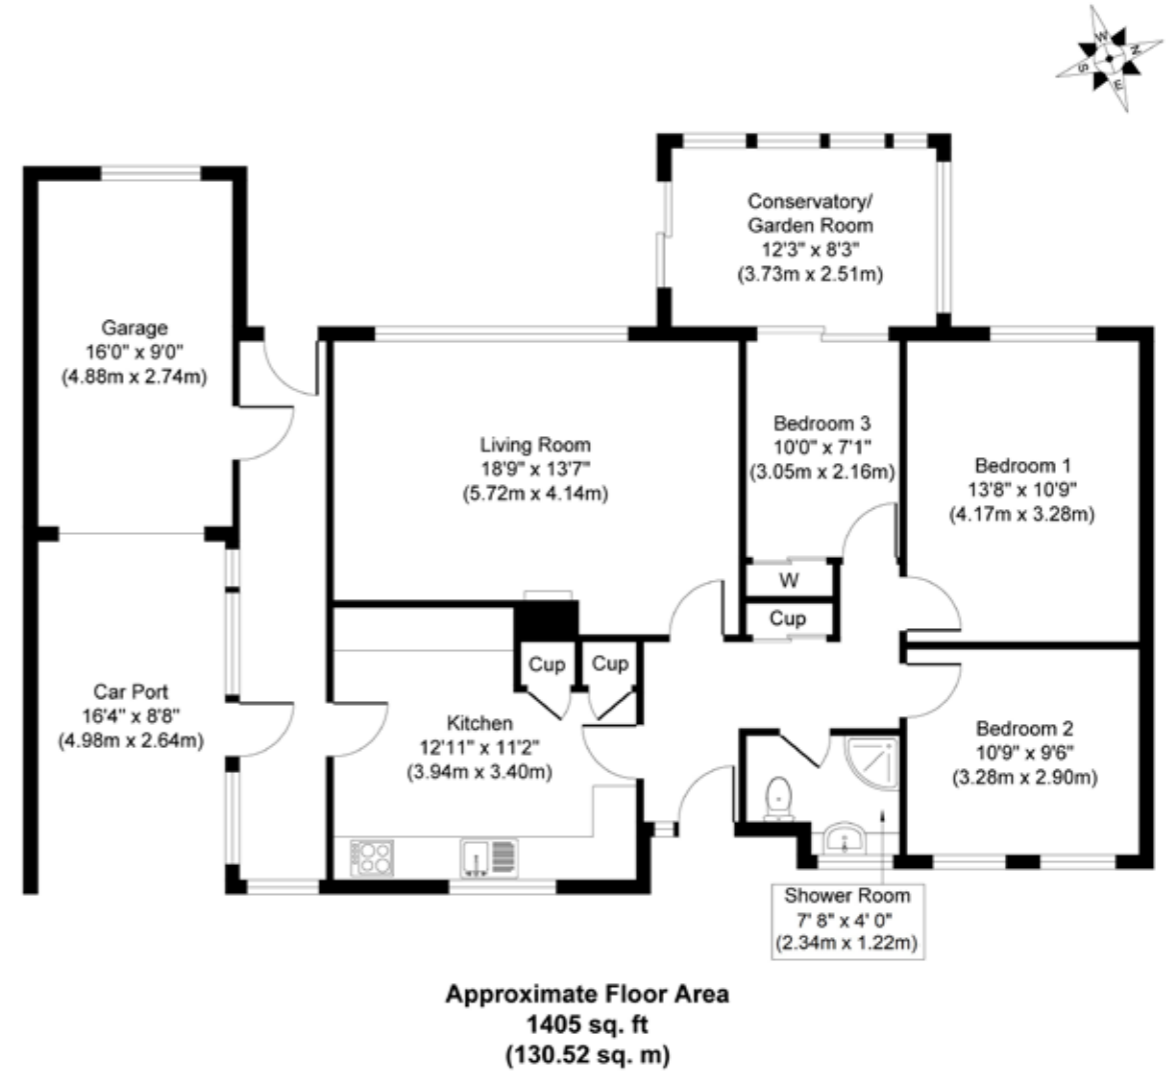 W
N
S
E
Conservatory/
Garden Room
12'3" x 8'3"
(3.73m x 2.51m)
Garage
16'0" x 9'0"
(4.88m x 2.74m)
Living Room
18'9" x 13'7"
(5.72m x 4.14m)
Bedroom 3
10'0" x 7'1"
(3.05m x 2.16m)
Bedroom 1
13'8" x 10'9"
(4.17m x 3.28m)
W
Cup
Cup
Cup
Car Port
16'4" x 8'8"
(4.98m x 2.64m)
Kitchen
12'11" x 11'2"
(3.94m x 3.40m)
Bedroom 2
10'9" x 9'6"
(3.28m x 2.90m)
Shower Room
7' 8" x 4' 0"
(2.34m x 1.22m)
Approximate Floor Area
1405 sq. ft
(130.52 sq. m)